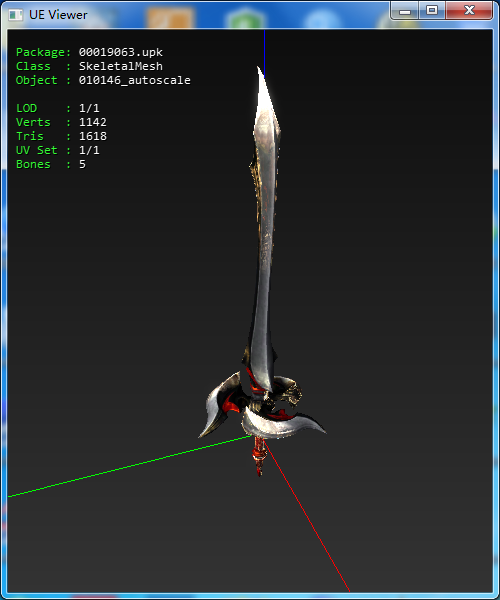 UE Viewer
Package: 00019063.upk
Class : SkeletalMesh
Object : 010146_autoscale
LOD : 1/1
Verts : 1142
Tris : 1618
UV Set : 1/1
Bones : 5